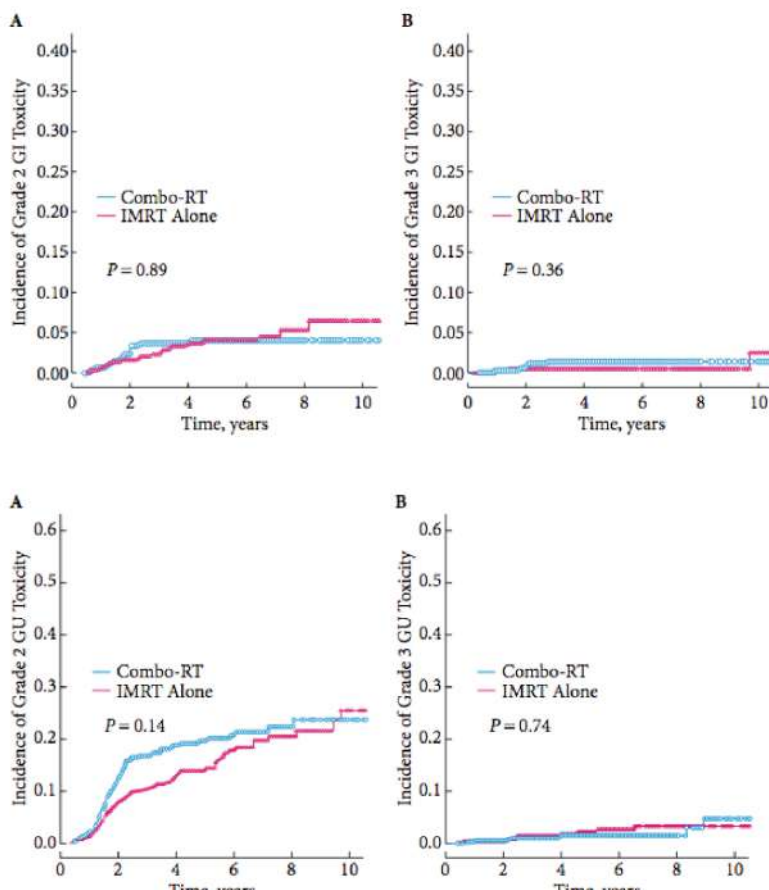 A
Incidence of Grade 2 GI Toxicity
0.40
0.35
0.30
0.25
0.20
0.15
0.10
0.05
0.00
Combo-RT
IMRT Alone
P = 0.89
0 2 4 6 8 10
Time, years
B
Incidence of Grade 3 GI Toxicity
0.40
0.35
0.30
0.25
0.20
0.15
0.10
0.05
0.00
Combo-RT
IMRT Alone
P = 0.36
0 2 4 6 8 10
Time, years
A
Incidence of Grade 2 GU Toxicity
0.6
0.5
0.4
0.3
0.2
0.1
0.0
Combo-RT
IMRT Alone
P = 0.14
0 2 4 6 8 10
Time, years
B
Incidence of Grade 3 GU Toxicity
0.6
0.5
0.4
0.3
0.2
0.1
0.0
Combo-RT
IMRT Alone
P = 0.74
0 2 4 6 8 10
Time, years